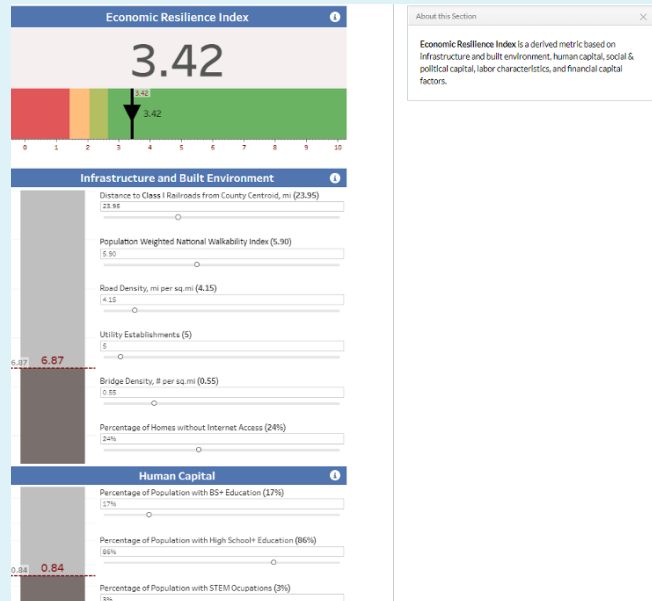 Economic Resilience Index
3.42
3.42
3.42
0 1 2 3 4 5 6 7 8 9 10
Infrastructure and Built Environment
Distance to Class I Railroads from County Centroid, mi (23.95)
23.95
Population Weighted National Walkability Index (5.90)
5.90
Road Density, mi per sq.mi (4.15)
4.15
Utility Establishments (5)
5
6.87 6.87
Bridge Density, # per sq.mi (0.55)
0.55
Percentage of Homes without Internet Access (24%)
24%
Human Capital
Percentage of Population with BS+ Education (17%)
17%
Percentage of Population with High School+ Education (86%)
86%
0.84 0.84
Percentage of Population with STEM Ocupations (3%)
3%
About this Section
Economic Resilience Index is a derived metric based on
infrastructure and built environment, human capital, social &
political capital, labor characteristics, and financial capital
factors.